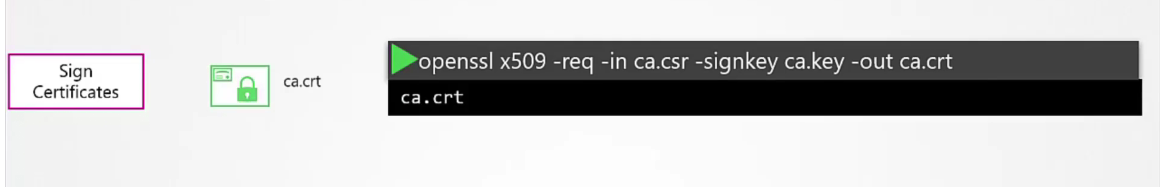 Sign
Certificates
ca.crt
openssl x509 -req -in ca.csr -signkey ca.key -out ca.crt
ca.crt